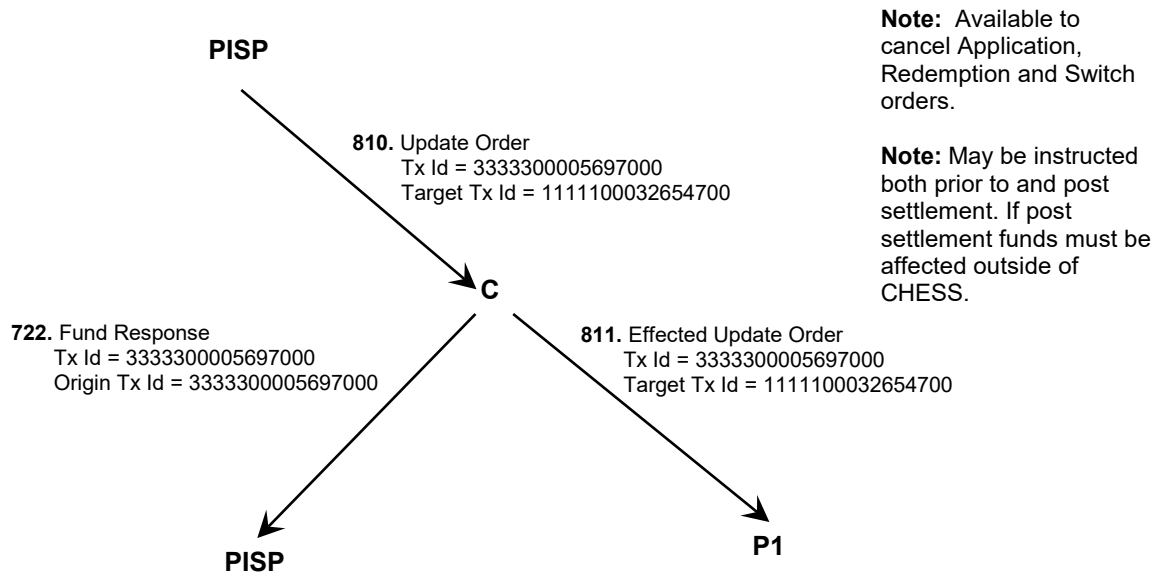 PISP
810. Update Order
Tx Id = 3333300005697000
Target Tx Id = 1111100032654700
C
722. Fund Response
Tx Id = 3333300005697000
Origin Tx Id = 3333300005697000
811. Effected Update Order
Tx Id = 3333300005697000
Target Tx Id = 1111100032654700
PISP
P1
Note: Available to
cancel Application,
Redemption and Switch
orders.
Note: May be instructed
both prior to and post
settlement. If post
settlement funds must be
affected outside of
CHESS.